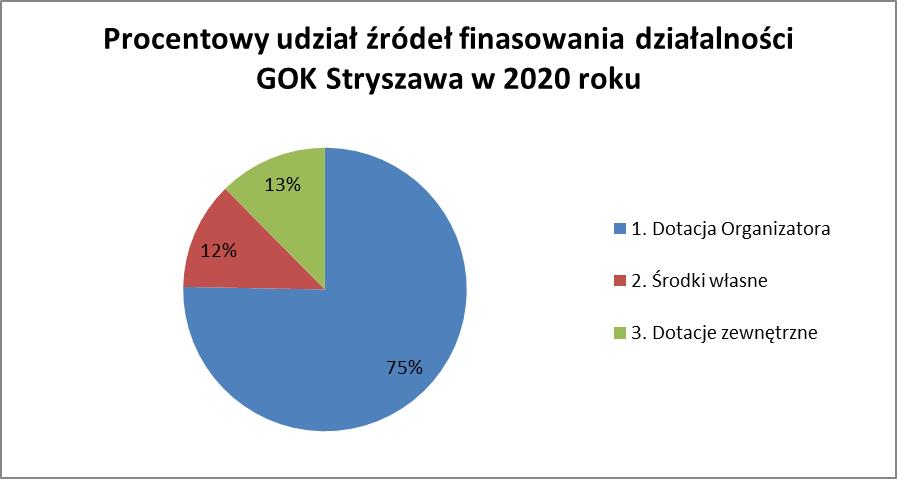 Procentowy udział źródeł finasowania działalności
GOK Stryszawa w 2020 roku
13%
12%
75%
1. Dotacja Organizatora
2. Środki własne
3. Dotacje zewnętrzne